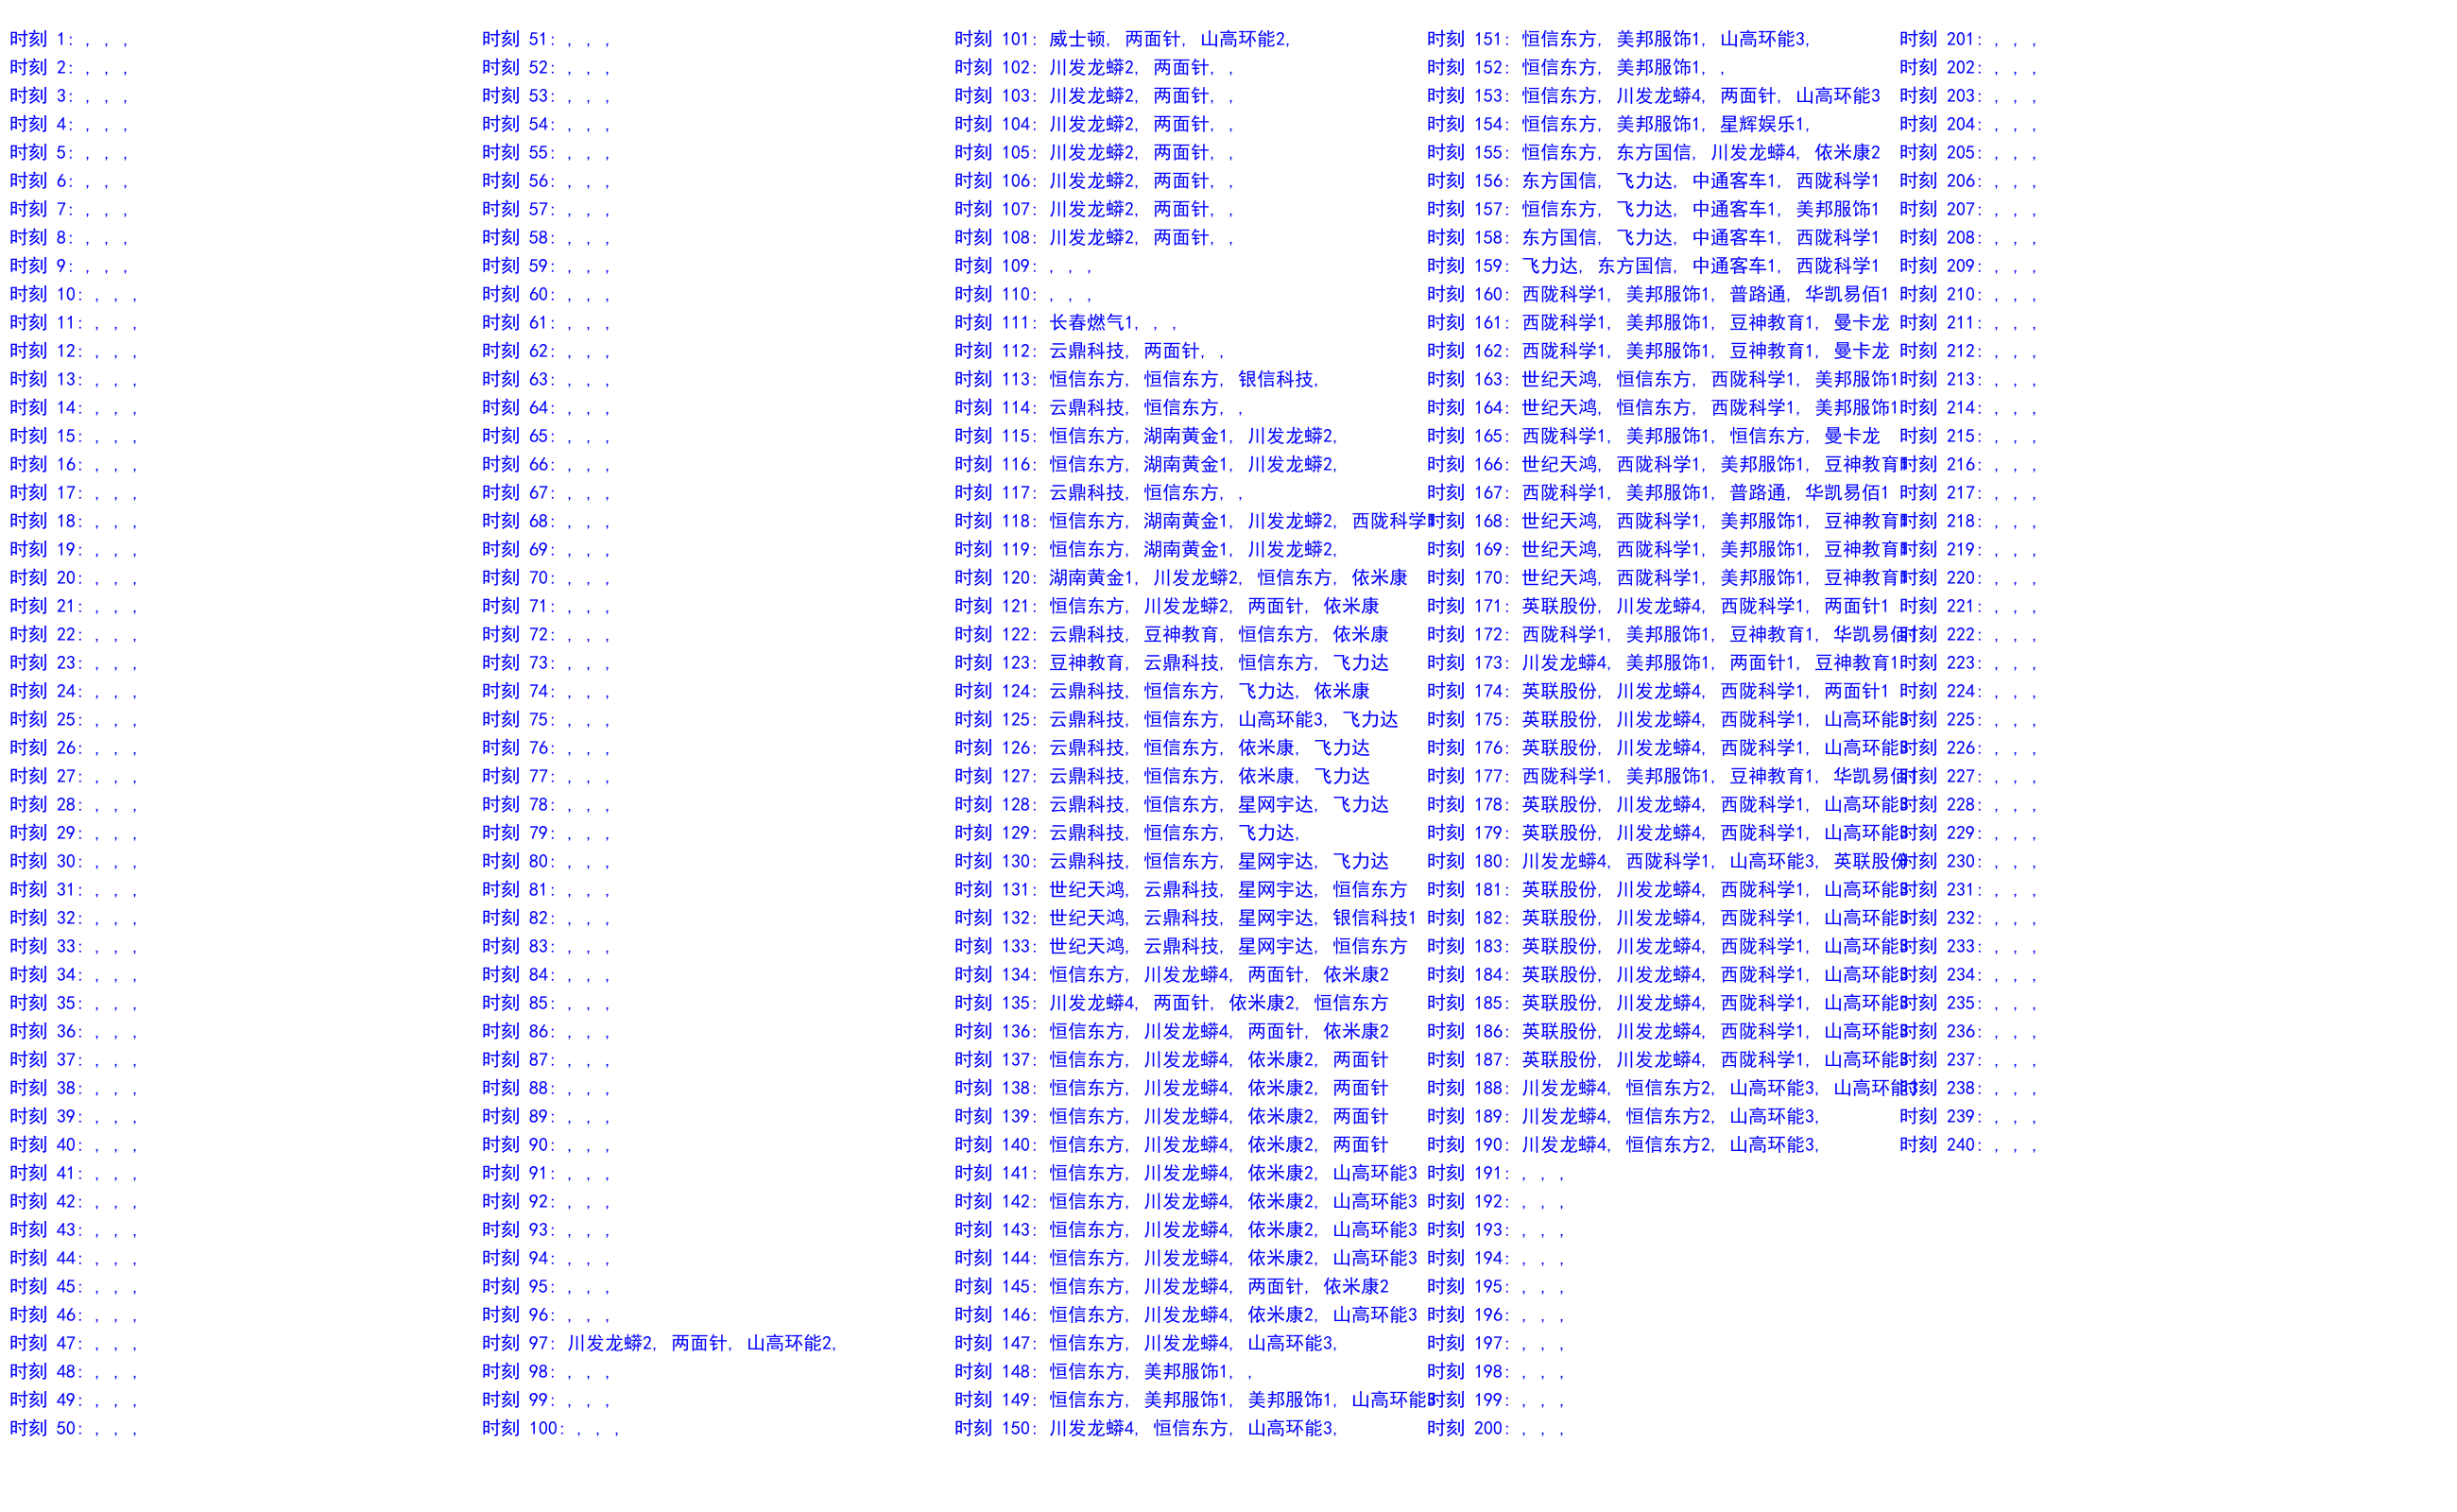 时刻 1: , , ,
时刻 2: , , ,
时刻 3: , , ,
时刻 4: , , ,
时刻 5: , , ,
时刻 6: , , ,
时刻 7: , , ,
时刻 8: , , ,
时刻 9: , , ,
时刻 10: , , ,
时刻 11: , , ,
时刻 12: , , ,
时刻 13: , , ,
时刻 14: , , ,
时刻 15: , , ,
时刻 16: , , ,
时刻 17: , , ,
时刻 18: , , ,
时刻 19: , , ,
时刻 20: , , ,
时刻 21: , , ,
时刻 22: , , ,
时刻 23: , , ,
时刻 24: , , ,
时刻 25: , , ,
时刻 26: , , ,
时刻 27: , , ,
时刻 28: , , ,
时刻 29: , , ,
时刻 30: , , ,
时刻 31: , , ,
时刻 32: , , ,
时刻 33: , , ,
时刻 34: , , ,
时刻 35: , , ,
时刻 36: , , ,
时刻 37: , , ,
时刻 38: , , ,
时刻 39: , , ,
时刻 40: , , ,
时刻 41: , , ,
时刻 42: , , ,
时刻 43: , , ,
时刻 44: , , ,
时刻 45: , , ,
时刻 46: , , ,
时刻 47: , , ,
时刻 48: , , ,
时刻 49: , , ,
时刻 50: , , ,
时刻 51: , , ,
时刻 52: , , ,
时刻 53: , , ,
时刻 54: , , ,
时刻 55: , , ,
时刻 56: , , ,
时刻 57: , , ,
时刻 58: , , ,
时刻 59: , , ,
时刻 60: , , ,
时刻 61: , , ,
时刻 62: , , ,
时刻 63: , , ,
时刻 64: , , ,
时刻 65: , , ,
时刻 66: , , ,
时刻 67: , , ,
时刻 68: , , ,
时刻 69: , , ,
时刻 70: , , ,
时刻 71: , , ,
时刻 72: , , ,
时刻 73: , , ,
时刻 74: , , ,
时刻 75: , , ,
时刻 76: , , ,
时刻 77: , , ,
时刻 78: , , ,
时刻 79: , , ,
时刻 80: , , ,
时刻 81: , , ,
时刻 82: , , ,
时刻 83: , , ,
时刻 84: , , ,
时刻 85: , , ,
时刻 86: , , ,
时刻 87: , , ,
时刻 88: , , ,
时刻 89: , , ,
时刻 90: , , ,
时刻 91: , , ,
时刻 92: , , ,
时刻 93: , , ,
时刻 94: , , ,
时刻 95: , , ,
时刻 96: , , ,
时刻 97: 川发龙蟒2, 两面针, 山高环能2,
时刻 98: , , ,
时刻 99: , , ,
时刻 100: , , ,
时刻 101: 威士顿, 两面针, 山高环能2,
时刻 102: 川发龙蟒2, 两面针, ,
时刻 103: 川发龙蟒2, 两面针, ,
时刻 104: 川发龙蟒2, 两面针, ,
时刻 105: 川发龙蟒2, 两面针, ,
时刻 106: 川发龙蟒2, 两面针, ,
时刻 107: 川发龙蟒2, 两面针, ,
时刻 108: 川发龙蟒2, 两面针, ,
时刻 109: , , ,
时刻 110: , , ,
时刻 111: 长春燃气1, , ,
时刻 112: 云鼎科技, 两面针, ,
时刻 113: 恒信东方, 恒信东方, 银信科技,
时刻 114: 云鼎科技, 恒信东方, ,
时刻 115: 恒信东方, 湖南黄金1, 川发龙蟒2,
时刻 116: 恒信东方, 湖南黄金1, 川发龙蟒2,
时刻 117: 云鼎科技, 恒信东方, ,
时刻 118: 恒信东方, 湖南黄金1, 川发龙蟒2, 西陇科学
时刻 119: 恒信东方, 湖南黄金1, 川发龙蟒2,
时刻 120: 湖南黄金1, 川发龙蟒2, 恒信东方, 依米康
时刻 121: 恒信东方, 川发龙蟒2, 两面针, 依米康
时刻 122: 云鼎科技, 豆神教育, 恒信东方, 依米康
时刻 123: 豆神教育, 云鼎科技, 恒信东方, 飞力达
时刻 124: 云鼎科技, 恒信东方, 飞力达, 依米康
时刻 125: 云鼎科技, 恒信东方, 山高环能3, 飞力达
时刻 126: 云鼎科技, 恒信东方, 依米康, 飞力达
时刻 127: 云鼎科技, 恒信东方, 依米康, 飞力达
时刻 128: 云鼎科技, 恒信东方, 星网宇达, 飞力达
时刻 129: 云鼎科技, 恒信东方, 飞力达,
时刻 130: 云鼎科技, 恒信东方, 星网宇达, 飞力达
时刻 131: 世纪天鸿, 云鼎科技, 星网宇达, 恒信东方
时刻 132: 世纪天鸿, 云鼎科技, 星网宇达, 银信科技1
时刻 133: 世纪天鸿, 云鼎科技, 星网宇达, 恒信东方
时刻 134: 恒信东方, 川发龙蟒4, 两面针, 依米康2
时刻 135: 川发龙蟒4, 两面针, 依米康2, 恒信东方
时刻 136: 恒信东方, 川发龙蟒4, 两面针, 依米康2
时刻 137: 恒信东方, 川发龙蟒4, 依米康2, 两面针
时刻 138: 恒信东方, 川发龙蟒4, 依米康2, 两面针
时刻 139: 恒信东方, 川发龙蟒4, 依米康2, 两面针
时刻 140: 恒信东方, 川发龙蟒4, 依米康2, 两面针
时刻 141: 恒信东方, 川发龙蟒4, 依米康2, 山高环能3
时刻 142: 恒信东方, 川发龙蟒4, 依米康2, 山高环能3
时刻 143: 恒信东方, 川发龙蟒4, 依米康2, 山高环能3
时刻 144: 恒信东方, 川发龙蟒4, 依米康2, 山高环能3
时刻 145: 恒信东方, 川发龙蟒4, 两面针, 依米康2
时刻 146: 恒信东方, 川发龙蟒4, 依米康2, 山高环能3
时刻 147: 恒信东方, 川发龙蟒4, 山高环能3,
时刻 148: 恒信东方, 美邦服饰1, ,
时刻 149: 恒信东方, 美邦服饰1, 美邦服饰1, 山高环能3
时刻 150: 川发龙蟒4, 恒信东方, 山高环能3,
时刻 151: 恒信东方, 美邦服饰1, 山高环能3,
时刻 152: 恒信东方, 美邦服饰1, ,
时刻 153: 恒信东方, 川发龙蟒4, 两面针, 山高环能3
时刻 154: 恒信东方, 美邦服饰1, 星辉娱乐1,
时刻 155: 恒信东方, 东方国信, 川发龙蟒4, 依米康2
时刻 156: 东方国信, 飞力达, 中通客车1, 西陇科学1
时刻 157: 恒信东方, 飞力达, 中通客车1, 美邦服饰1
时刻 158: 东方国信, 飞力达, 中通客车1, 西陇科学1
时刻 159: 飞力达, 东方国信, 中通客车1, 西陇科学1
时刻 160: 西陇科学1, 美邦服饰1, 普路通, 华凯易佰1
时刻 161: 西陇科学1, 美邦服饰1, 豆神教育1, 曼卡龙
时刻 162: 西陇科学1, 美邦服饰1, 豆神教育1, 曼卡龙
时刻 163: 世纪天鸿, 恒信东方, 西陇科学1, 美邦服饰1
时刻 164: 世纪天鸿, 恒信东方, 西陇科学1, 美邦服饰1
时刻 165: 西陇科学1, 美邦服饰1, 恒信东方, 曼卡龙
时刻 166: 世纪天鸿, 西陇科学1, 美邦服饰1, 豆神教育
时刻 167: 西陇科学1, 美邦服饰1, 普路通, 华凯易佰1
时刻 168: 世纪天鸿, 西陇科学1, 美邦服饰1, 豆神教育
时刻 169: 世纪天鸿, 西陇科学1, 美邦服饰1, 豆神教育
时刻 170: 世纪天鸿, 西陇科学1, 美邦服饰1, 豆神教育
时刻 171: 英联股份, 川发龙蟒4, 西陇科学1, 两面针1
时刻 172: 西陇科学1, 美邦服饰1, 豆神教育1, 华凯易佰1
时刻 173: 川发龙蟒4, 美邦服饰1, 两面针1, 豆神教育1
时刻 174: 英联股份, 川发龙蟒4, 西陇科学1, 两面针1
时刻 175: 英联股份, 川发龙蟒4, 西陇科学1, 山高环能3
时刻 176: 英联股份, 川发龙蟒4, 西陇科学1, 山高环能3
时刻 177: 西陇科学1, 美邦服饰1, 豆神教育1, 华凯易佰1
时刻 178: 英联股份, 川发龙蟒4, 西陇科学1, 山高环能3
时刻 179: 英联股份, 川发龙蟒4, 西陇科学1, 山高环能3
时刻 180: 川发龙蟒4, 西陇科学1, 山高环能3, 英联股份
时刻 181: 英联股份, 川发龙蟒4, 西陇科学1, 山高环能3
时刻 182: 英联股份, 川发龙蟒4, 西陇科学1, 山高环能3
时刻 183: 英联股份, 川发龙蟒4, 西陇科学1, 山高环能3
时刻 184: 英联股份, 川发龙蟒4, 西陇科学1, 山高环能3
时刻 185: 英联股份, 川发龙蟒4, 西陇科学1, 山高环能3
时刻 186: 英联股份, 川发龙蟒4, 西陇科学1, 山高环能3
时刻 187: 英联股份, 川发龙蟒4, 西陇科学1, 山高环能3
时刻 188: 川发龙蟒4, 恒信东方2, 山高环能3, 山高环能3
时刻 189: 川发龙蟒4, 恒信东方2, 山高环能3,
时刻 190: 川发龙蟒4, 恒信东方2, 山高环能3,
时刻 191: , , ,
时刻 192: , , ,
时刻 193: , , ,
时刻 194: , , ,
时刻 195: , , ,
时刻 196: , , ,
时刻 197: , , ,
时刻 198: , , ,
时刻 199: , , ,
时刻 200: , , ,
时刻 201: , , ,
时刻 202: , , ,
时刻 203: , , ,
时刻 204: , , ,
时刻 205: , , ,
时刻 206: , , ,
时刻 207: , , ,
时刻 208: , , ,
时刻 209: , , ,
时刻 210: , , ,
时刻 211: , , ,
时刻 212: , , ,
时刻 213: , , ,
时刻 214: , , ,
时刻 215: , , ,
时刻 216: , , ,
时刻 217: , , ,
时刻 218: , , ,
时刻 219: , , ,
时刻 220: , , ,
时刻 221: , , ,
时刻 222: , , ,
时刻 223: , , ,
时刻 224: , , ,
时刻 225: , , ,
时刻 226: , , ,
时刻 227: , , ,
时刻 228: , , ,
时刻 229: , , ,
时刻 230: , , ,
时刻 231: , , ,
时刻 232: , , ,
时刻 233: , , ,
时刻 234: , , ,
时刻 235: , , ,
时刻 236: , , ,
时刻 237: , , ,
时刻 238: , , ,
时刻 239: , , ,
时刻 240: , , ,